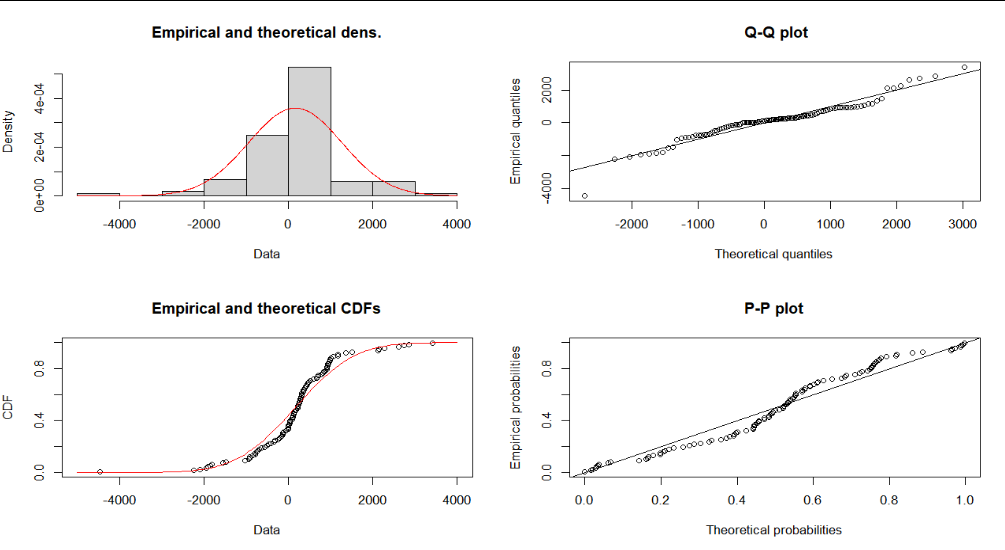 Empirical and theoretical dens.
Density
0e+00 2e-04 4e-04
-4000 -2000 0 2000 4000
Data
Q-Q plot
Empirical quantiles
-4000 0 2000
-2000 -1000 0 1000 2000 3000
Theoretical quantiles
Empirical and theoretical CDFs
CDF
0.0 0.4 0.8
-4000 -2000 0 2000 4000
Data
P-P plot
Empirical probabilities
0.0 0.4 0.8
0.0 0.2 0.4 0.6 0.8 1.0
Theoretical probabilities